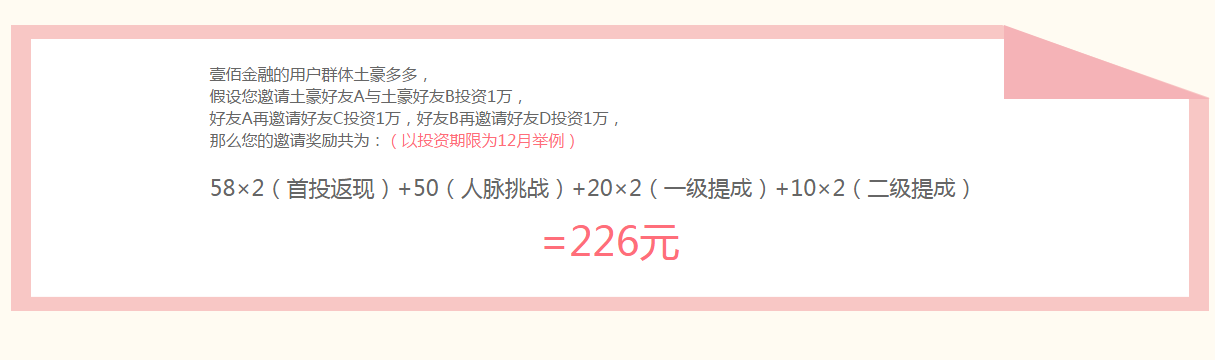 壹佰金融的用户群体土豪多多，
假设您邀请土豪好友A与土豪好友B投资1万，
好友A再邀请好友C投资1万，好友B再邀请好友D投资1万，
那么您的邀请奖励共为：（以投资期限为12月举例）
58×2（首投返现）+50（人脉挑战）+20×2（一级提成）+10×2（二级提成）
=226元